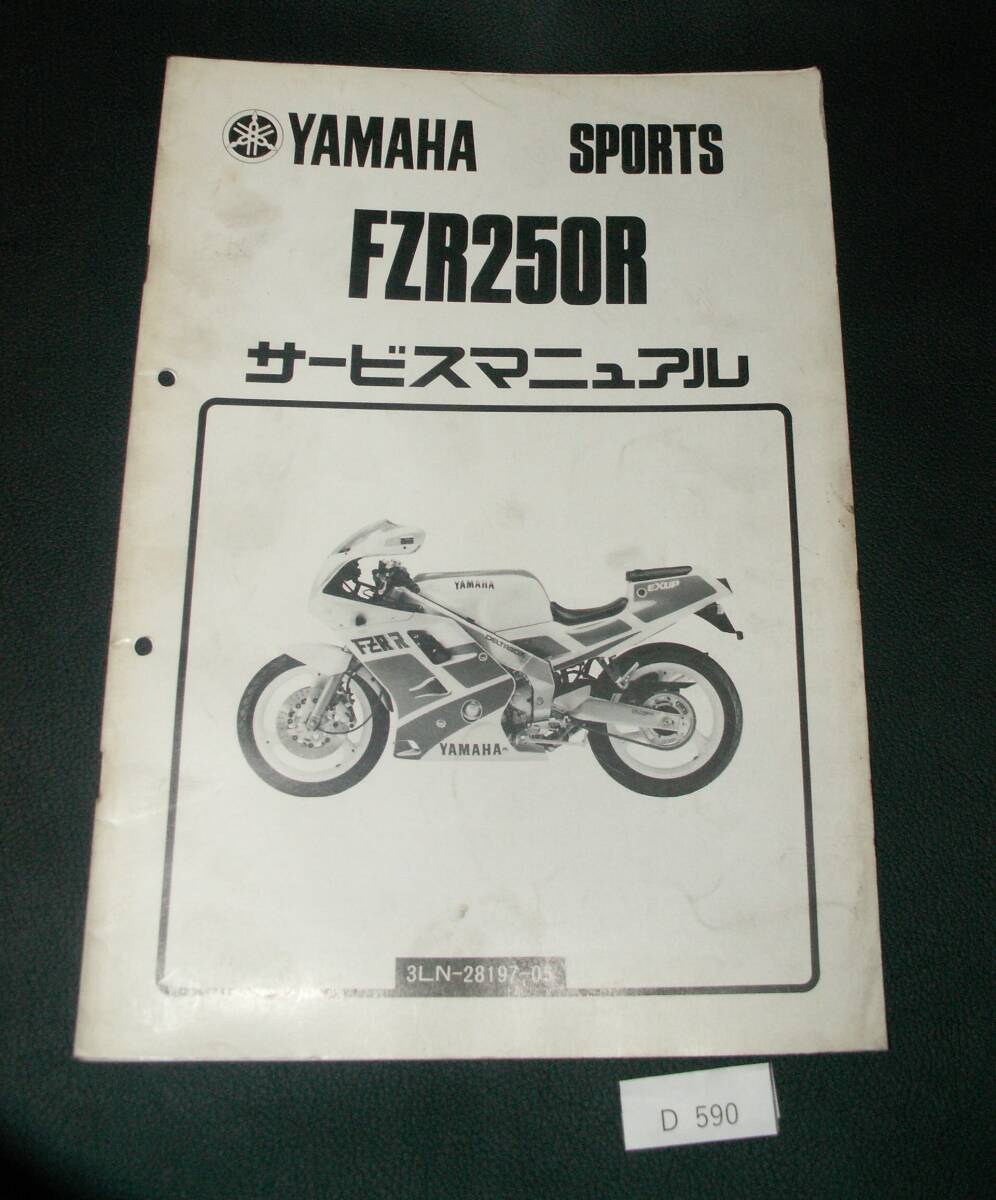 YAMAHA SPORTS
FZR250R
サービスマニュアル
YAMAHA
EXUP
FZR R
DELTABOX
YAMAHA
3LN-28197-05
D 590